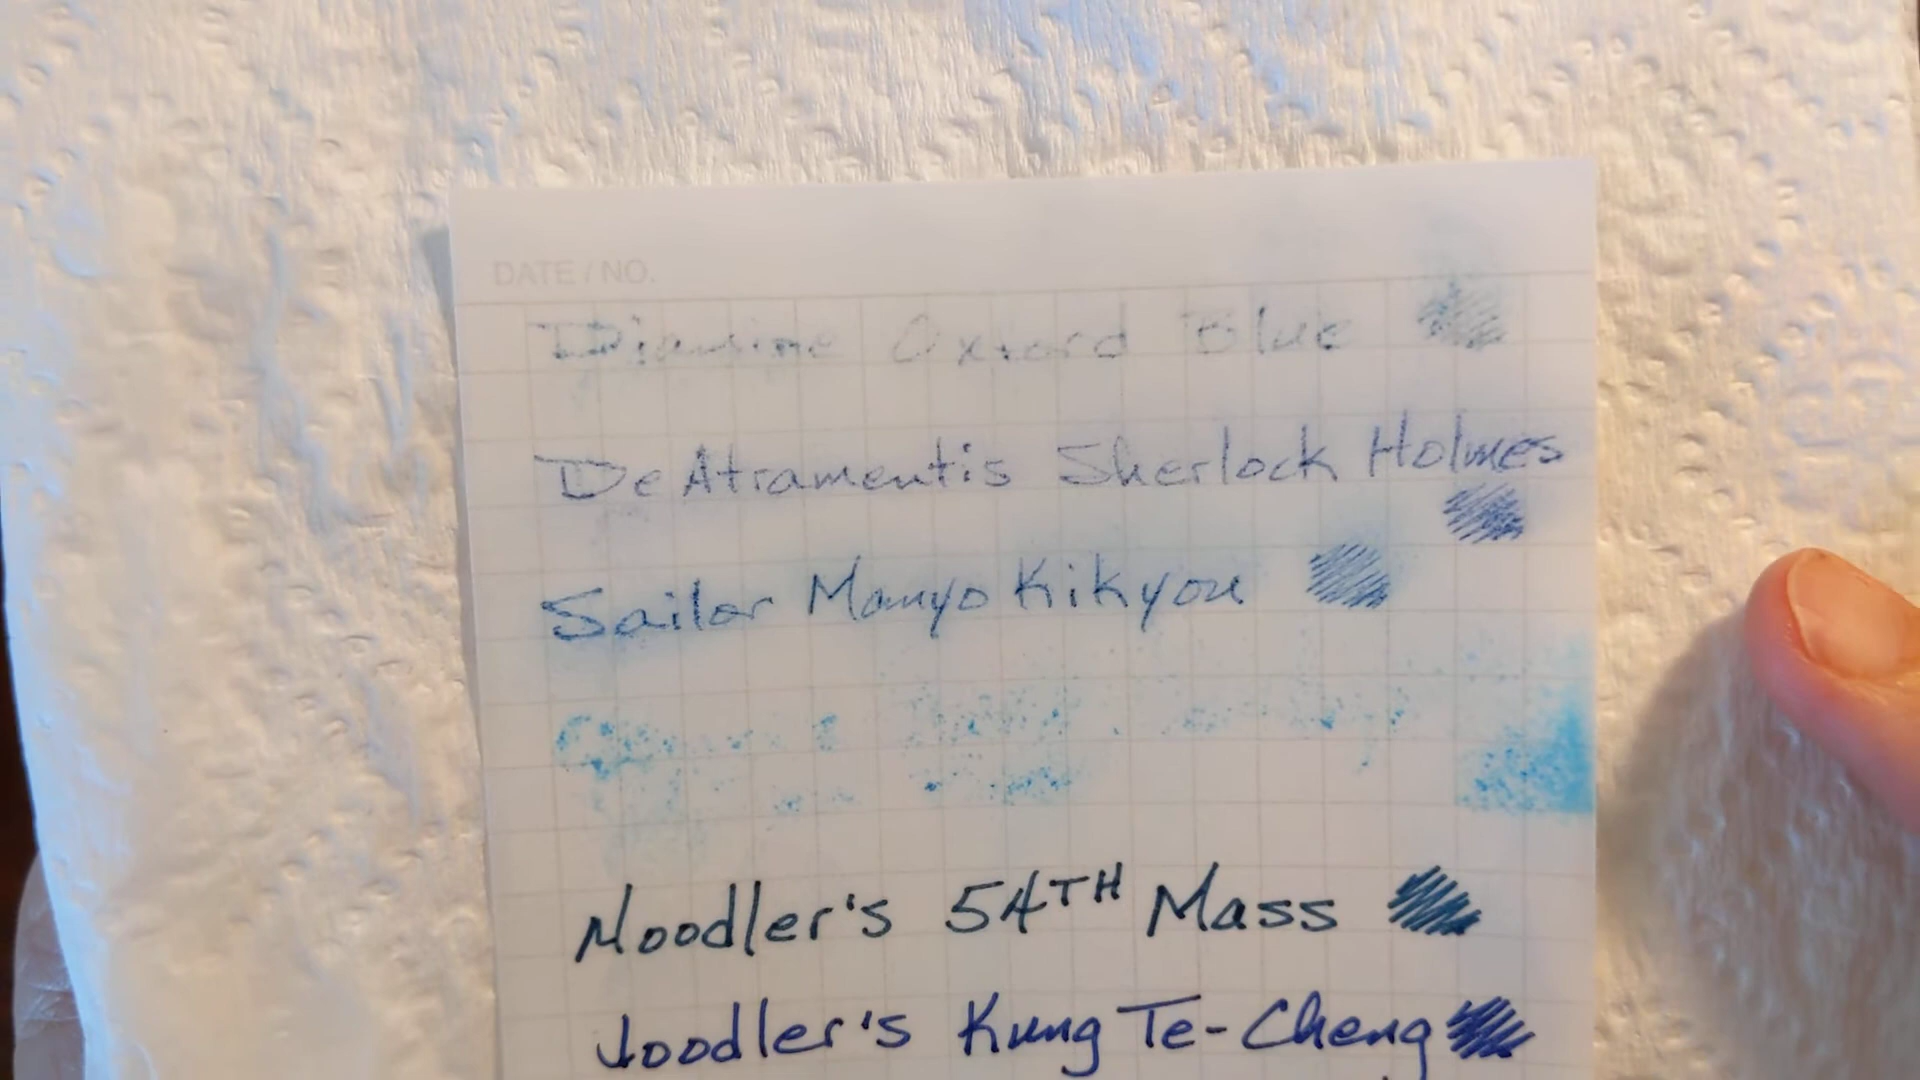 DATE / NO.
Diamine Oxford Blue
De Atramentis Sherlock Holmes
Sailor Manyo Kikyou
Noodler's 54TH Mass
Noodler's Kung Te-Cheng